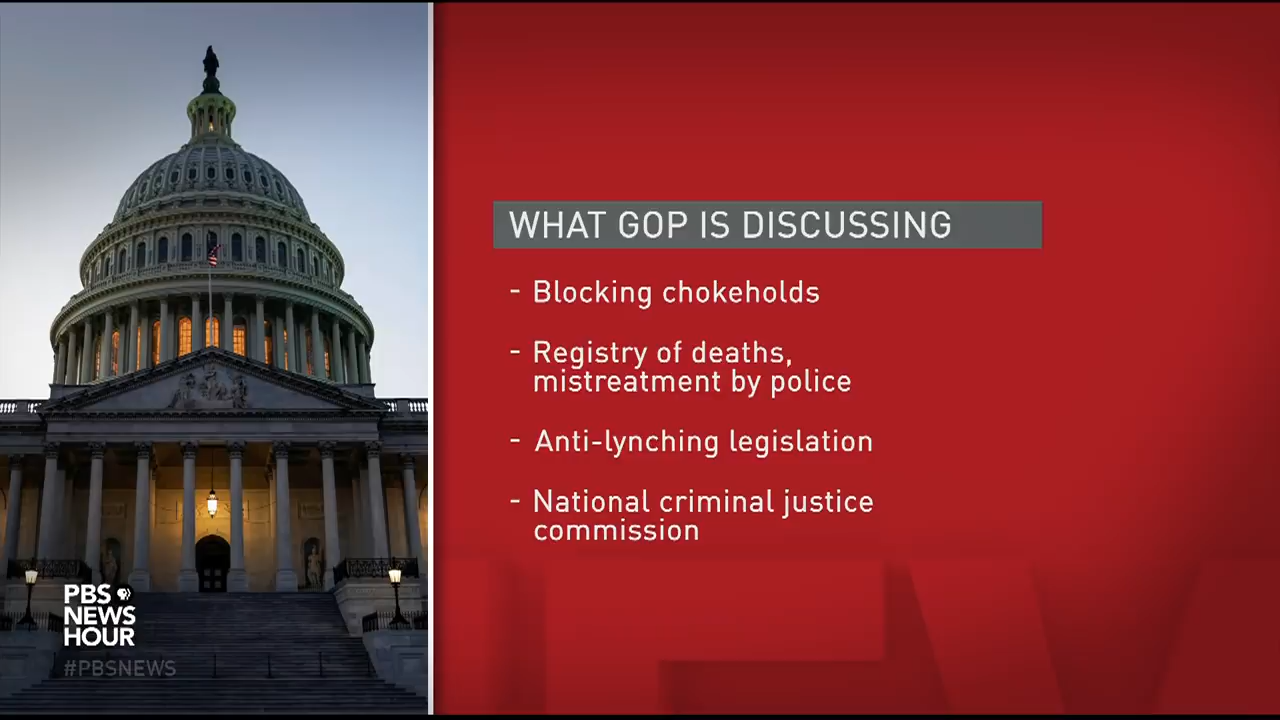 WHAT GOP IS DISCUSSING
- Blocking chokeholds
- Registry of deaths,
mistreatment by police
- Anti-lynching legislation
- National criminal justice
commission
PBS
NEWS
HOUR
#PBSNEWS